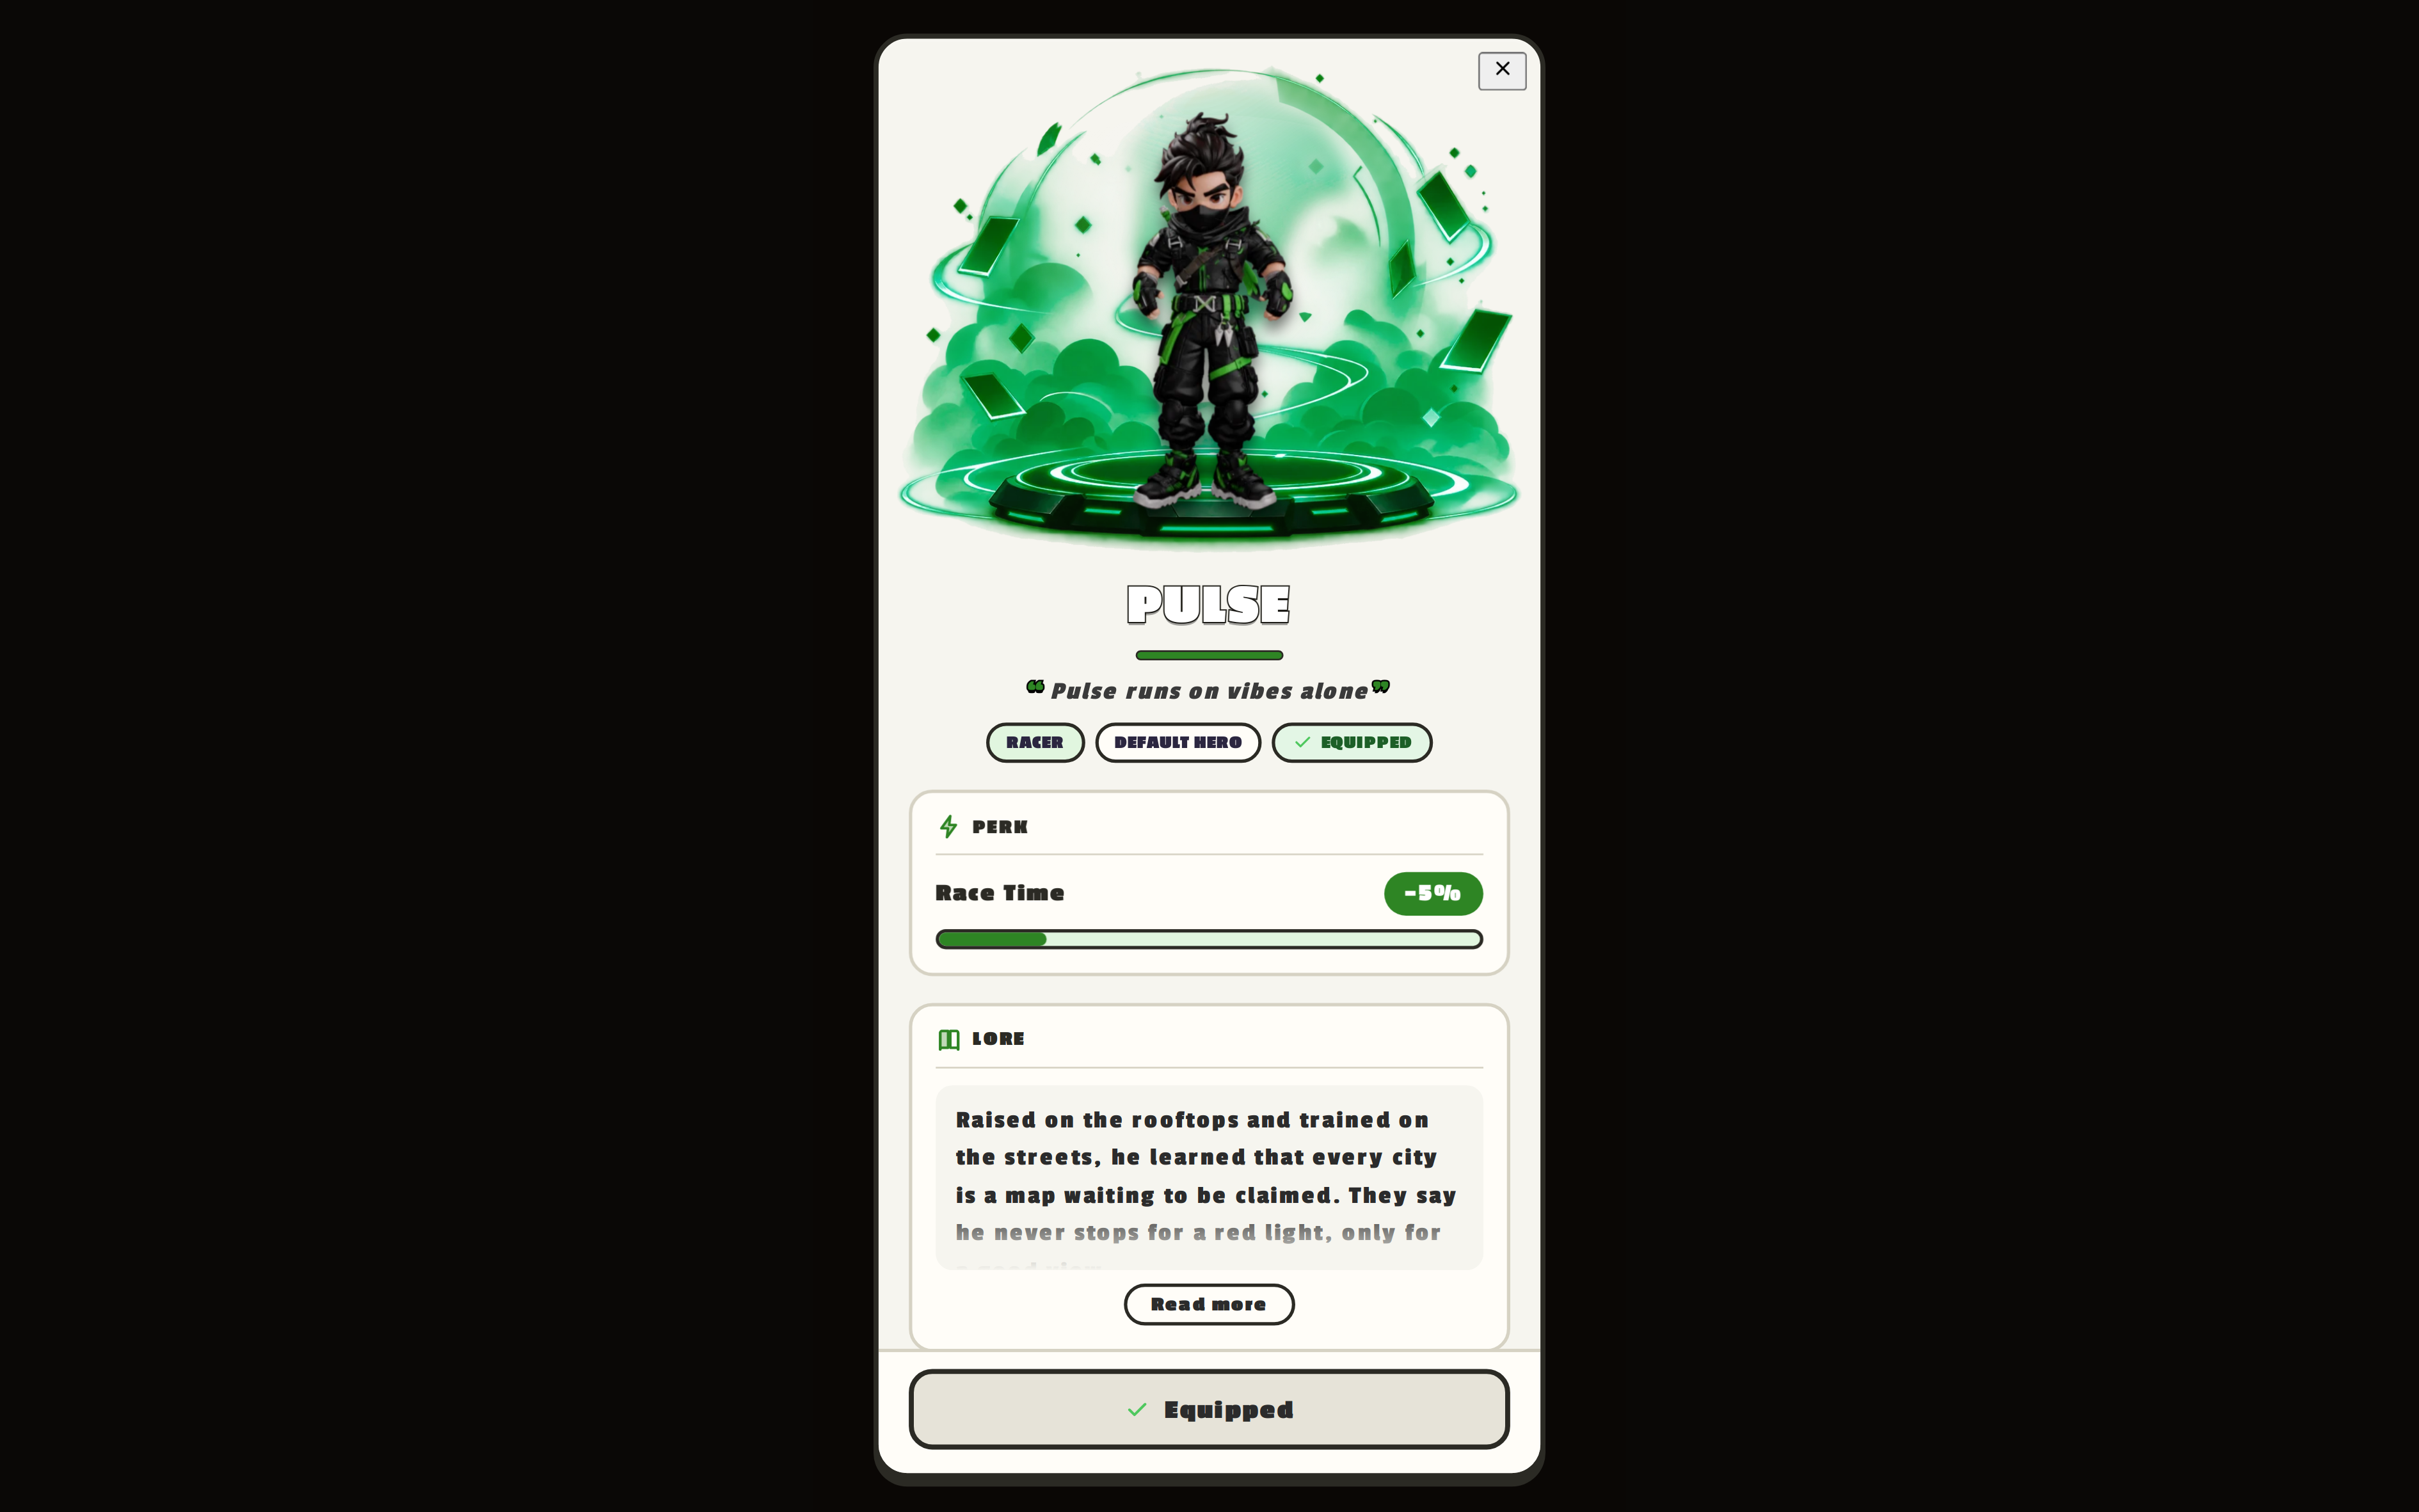 PULSE
❝ Pulse runs on vibes alone ❞
RACER
DEFAULT HERO
EQUIPPED
PERK
Race Time
-5%
LORE
Raised on the rooftops and trained on
the streets, he learned that every city
is a map waiting to be claimed. They say
he never stops for a red light, only for
Read more
Equipped